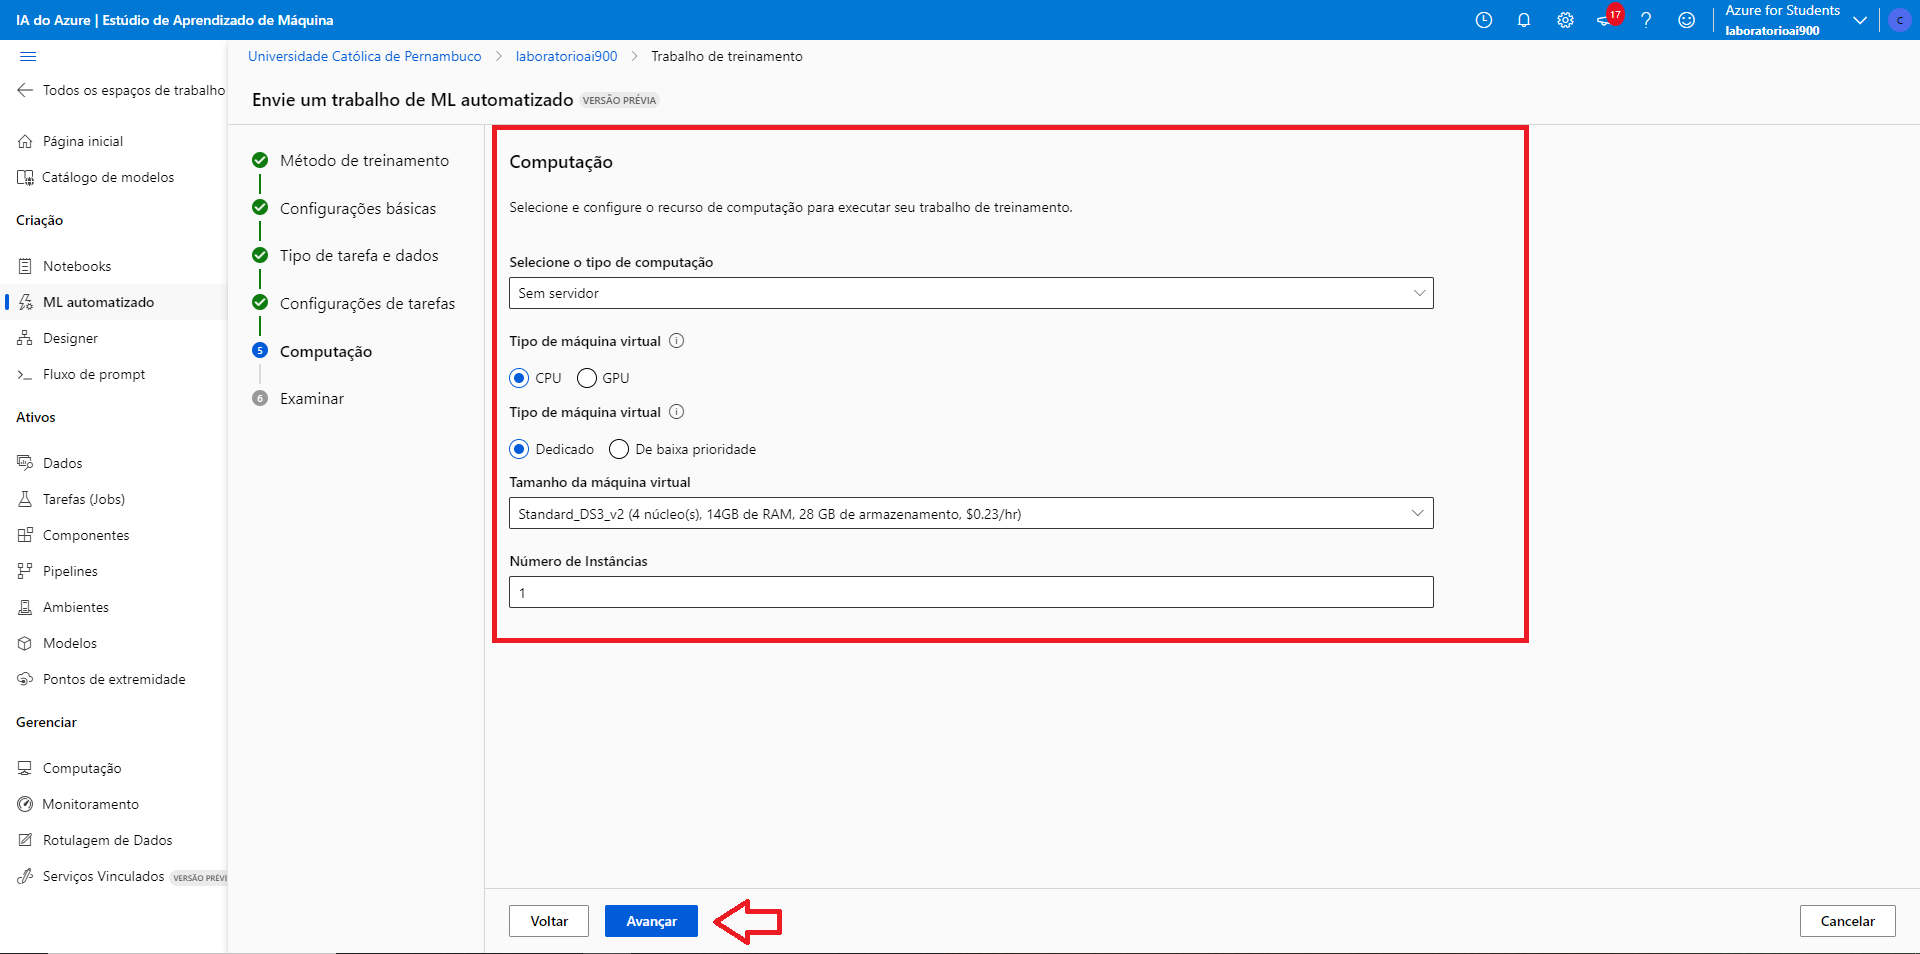 IA do Azure | Estúdio de Aprendizado de Máquina
17
Azure for Students
laboratorioai900
C
Todos os espaços de trabalho
Página inicial
Catálogo de modelos
Criação
Notebooks
ML automatizado
Designer
Fluxo de prompt
Ativos
Dados
Tarefas (Jobs)
Componentes
Pipelines
Ambientes
Modelos
Pontos de extremidade
Gerenciar
Computação
Monitoramento
Rotulagem de Dados
Serviços Vinculados VERSÃO PRÉVI
Universidade Católica de Pernambuco > laboratorioai900 > Trabalho de treinamento
Envie um trabalho de ML automatizado VERSÃO PRÉVIA
Método de treinamento
Configurações básicas
Tipo de tarefa e dados
Configurações de tarefas
5 Computação
6 Examinar
Computação
Selecione e configure o recurso de computação para executar seu trabalho de treinamento.
Selecione o tipo de computação
Sem servidor
Tipo de máquina virtual
CPU GPU
Tipo de máquina virtual
Dedicado De baixa prioridade
Tamanho da máquina virtual
Standard_DS3_v2 (4 núcleo(s), 14GB de RAM, 28 GB de armazenamento, $0.23/hr)
Número de Instâncias
1
Voltar Avançar Cancelar